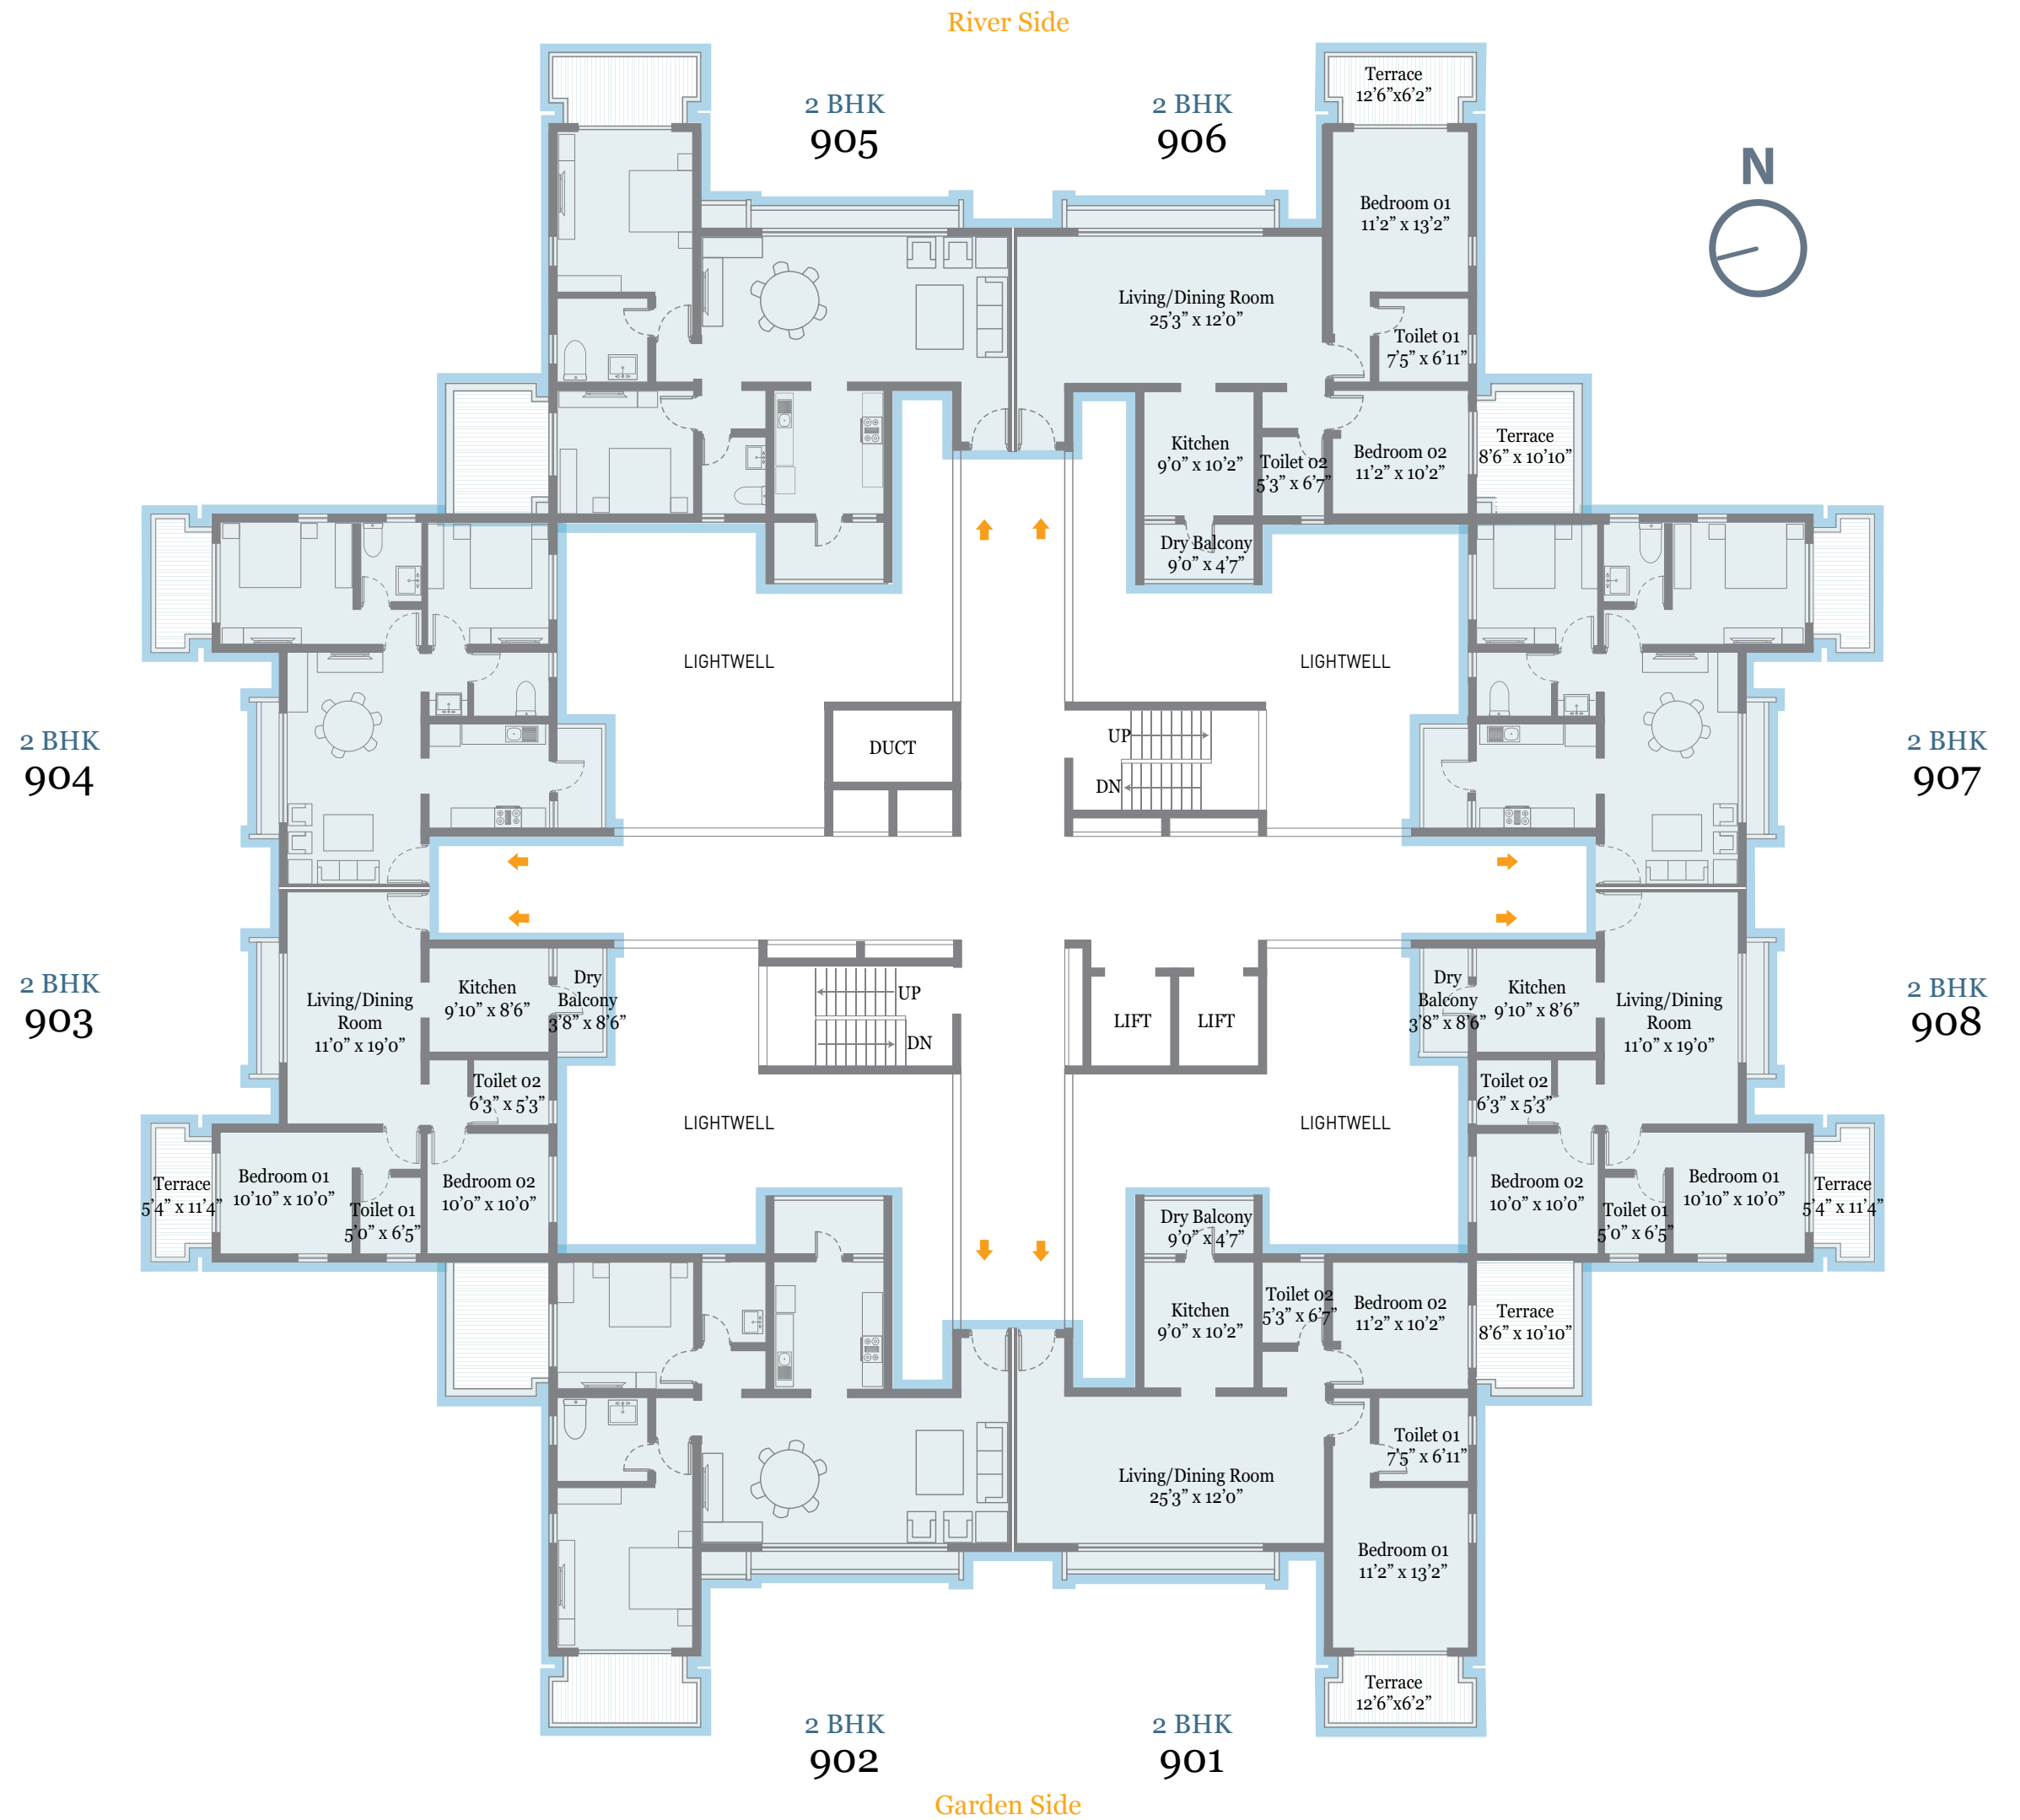 River Side
2 BHK
905
2 BHK
906
Terrace
12’6”x6’2”
N
Bedroom 01
11’2” x 13’2”
Living/Dining Room
25’3” x 12’0”
Toilet 01
7’5” x 6’11”
Kitchen
9’0” x 10’2”
Toilet 02
5’3” x 6’7”
Bedroom 02
11’2” x 10’2”
Terrace
8’6” x 10’10”
Dry Balcony
9’0” x 4’7”
LIGHTWELL
LIGHTWELL
2 BHK
904
DUCT
UP
DN
2 BHK
907
2 BHK
903
Living/Dining
Room
11’0” x 19’0”
Kitchen
9’10” x 8’6”
Dry
Balcony
3’8” x 8’6”
UP
DN
LIFT
LIFT
Dry
Balcony
3’8” x 8’6”
Kitchen
9’10” x 8’6”
Living/Dining
Room
11’0” x 19’0”
2 BHK
908
Toilet 02
6’3” x 5’3”
LIGHTWELL
LIGHTWELL
Toilet 02
6’3” x 5’3”
Terrace
5’4” x 11’4”
Bedroom 01
10’10” x 10’0”
Toilet 01
5’0” x 6’5”
Bedroom 02
10’0” x 10’0”
Bedroom 02
10’0” x 10’0”
Toilet 01
5’0” x 6’5”
Bedroom 01
10’10” x 10’0”
Terrace
5’4” x 11’4”
Dry Balcony
9’0” x 4’7”
Kitchen
9’0” x 10’2”
Toilet 02
5’3” x 6’7”
Bedroom 02
11’2” x 10’2”
Terrace
8’6” x 10’10”
Toilet 01
7’5” x 6’11”
Living/Dining Room
25’3” x 12’0”
Bedroom 01
11’2” x 13’2”
Terrace
12’6”x6’2”
2 BHK
902
2 BHK
901
Garden Side